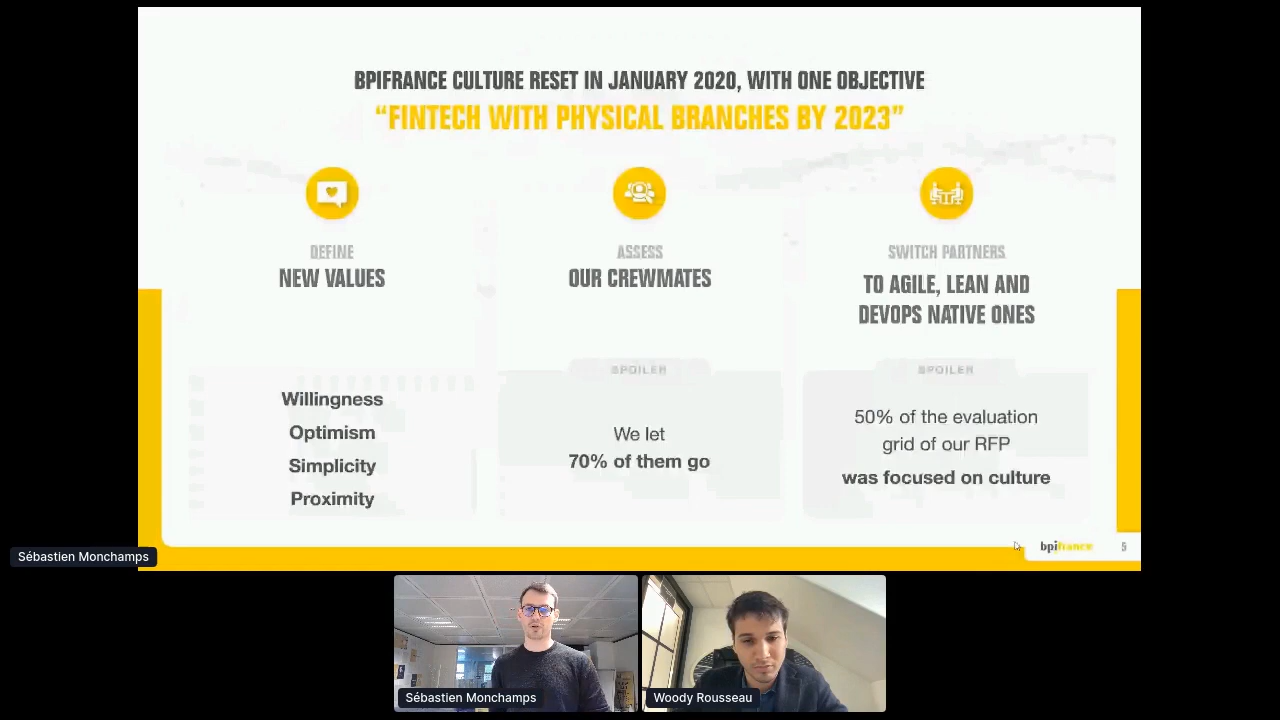 BPIFRANCE CULTURE RESET IN JANUARY 2020, WITH ONE OBJECTIVE
“FINTECH WITH PHYSICAL BRANCHES BY 2023”
DEFINE
NEW VALUES
ASSESS
OUR CREWMATES
SWITCH PARTNERS
TO AGILE, LEAN AND
DEVOPS NATIVE ONES
Willingness
Optimism
Simplicity
Proximity
SPOILER
We let
70% of them go
SPOILER
50% of the evaluation
grid of our RFP
was focused on culture
bpifrance
5
Sébastien Monchamps
Sébastien Monchamps
Woody Rousseau